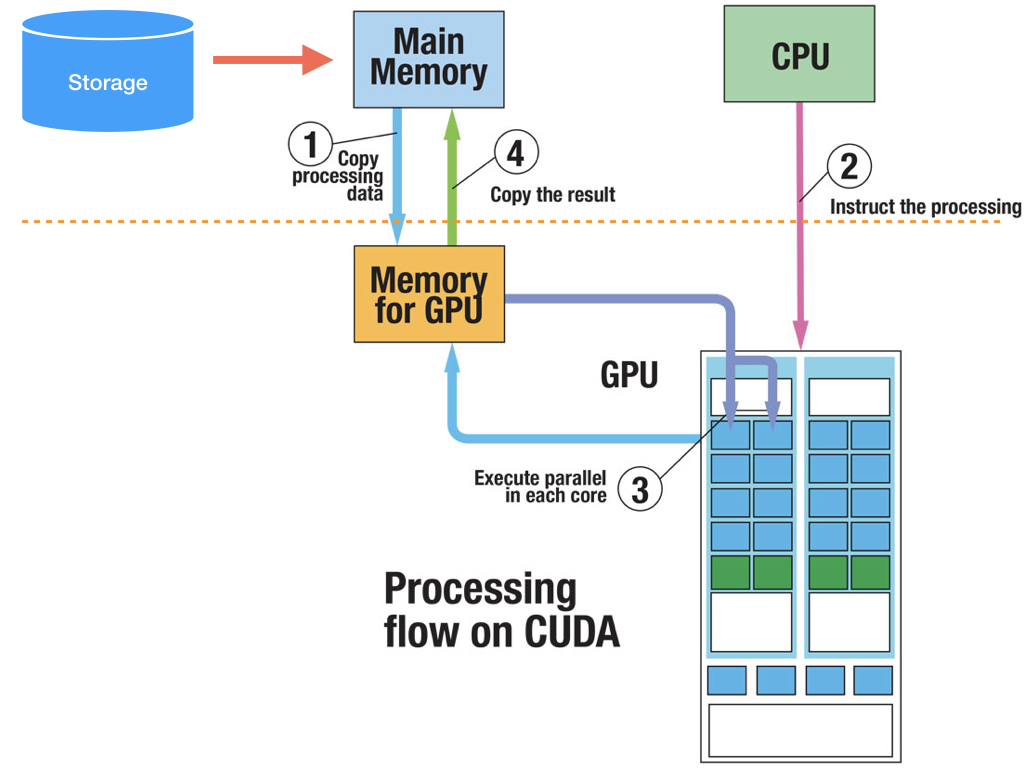 Storage
Main
Memory
CPU
1
Copy
processing
data
4
Copy the result
2
Instruct the processing
Memory
for GPU
GPU
Execute parallel
in each core
3
Processing
flow on CUDA